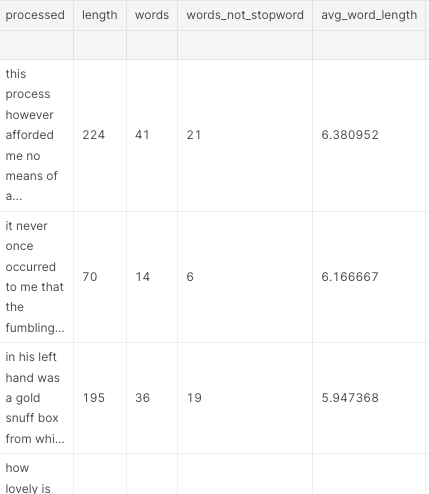 processed length words words_not_stopword avg_word_length
this
process
however
afforded
me no
means of
a...
224 41 21 6.380952
it never
once
occurred
to me that
the
fumbling...
70 14 6 6.166667
in his left
hand was
a gold
snuff box
from whi...
195 36 19 5.947368
how
lovely is